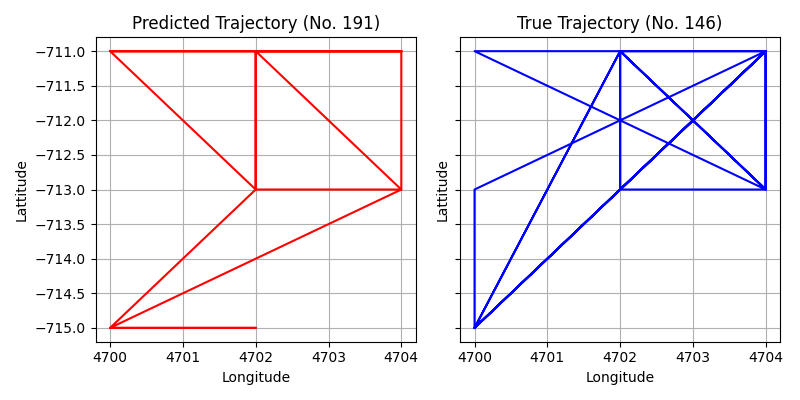 Predicted Trajectory (No. 191)
Lattitude
−711.0
−711.5
−712.0
−712.5
−713.0
−713.5
−714.0
−714.5
−715.0
4700 4701 4702 4703 4704
Longitude
True Trajectory (No. 146)
Lattitude
4700 4701 4702 4703 4704
Longitude